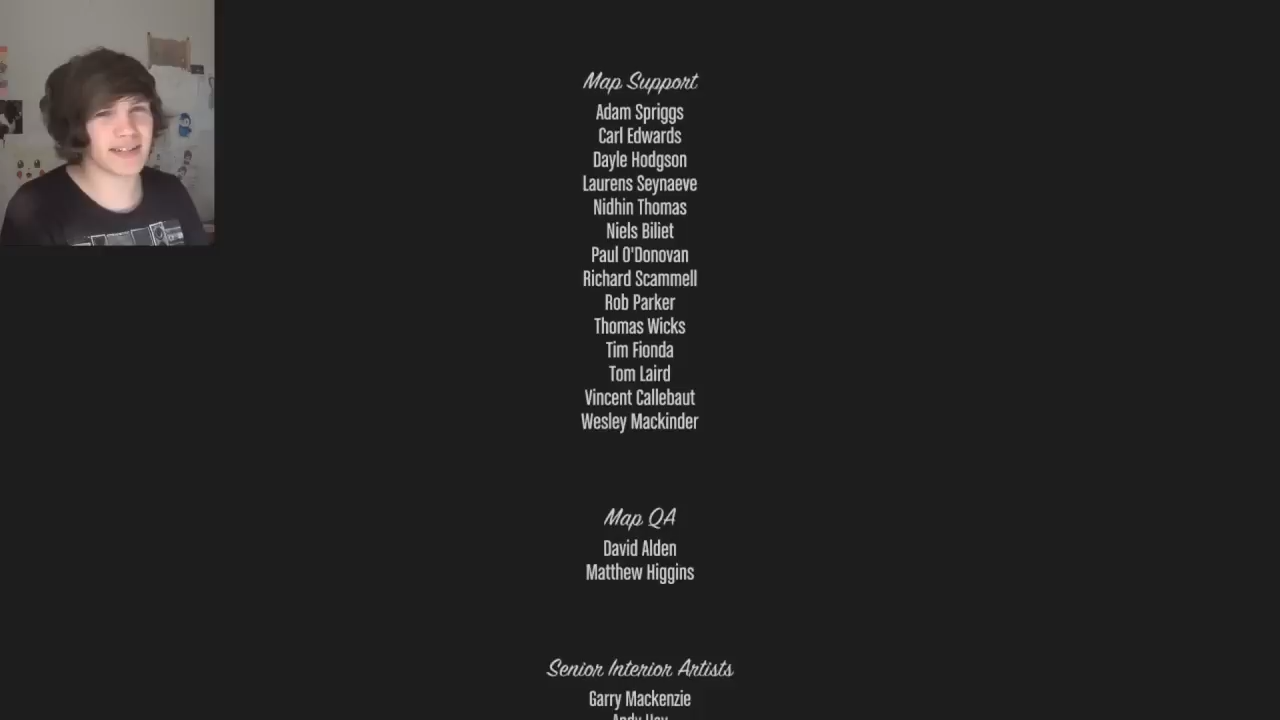 Map Support
Adam Spriggs
Carl Edwards
Dayle Hodgson
Laurens Seynaeve
Nidhin Thomas
Niels Biliet
Paul O'Donovan
Richard Scammell
Rob Parker
Thomas Wicks
Tim Fionda
Tom Laird
Vincent Callebaut
Wesley Mackinder
Map QA
David Alden
Matthew Higgins
Senior Interior Artists
Garry Mackenzie